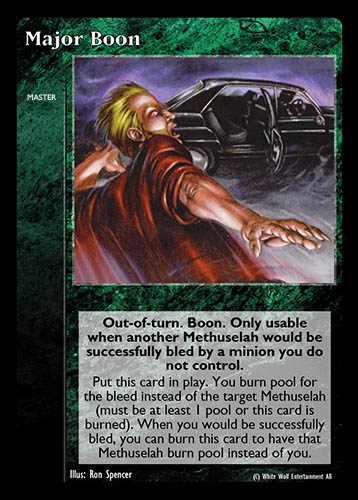 Major Boon
MASTER
Out-of-turn. Boon. Only usable
when another Methuselah would be
successfully bled by a minion you do
not control.
Put this card in play. You burn pool for
the bleed instead of the target Methuselah
(must be at least 1 pool or this card is
burned). When you would be successfully
bled, you can burn this card to have that
Methuselah burn pool instead of you.
Illus: Ron Spencer
(C) White Wolf Entertainment AB